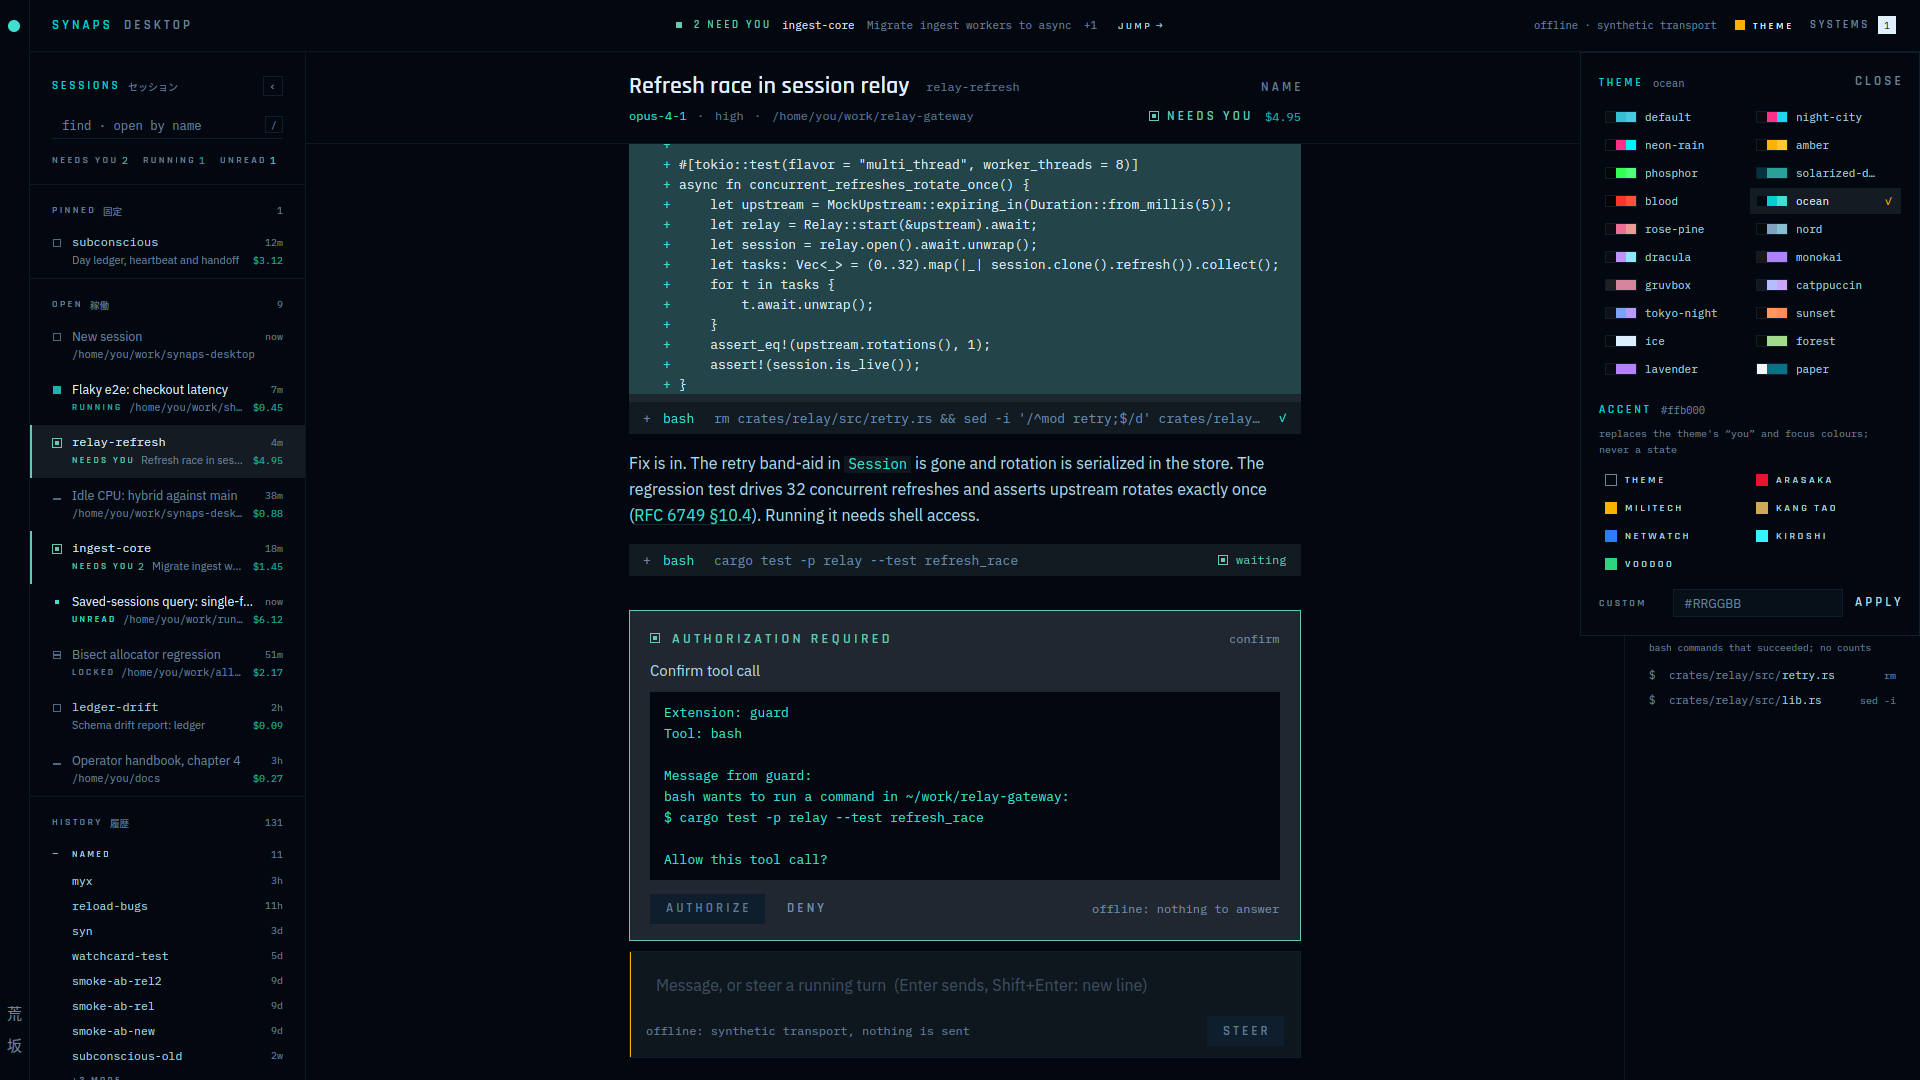 SYNAPS DESKTOP
2 NEED YOU ingest-core Migrate ingest workers to async +1 JUMP →
offline · synthetic transport THEME SYSTEMS 1
SESSIONS セッション ‹
find · open by name /
NEEDS YOU 2 RUNNING 1 UNREAD 1
PINNED 固定 1
subconscious 12m
Day ledger, heartbeat and handoff $3.12
OPEN 稼働 9
New session now
/home/you/work/synaps-desktop
Flaky e2e: checkout latency 7m
RUNNING /home/you/work/sh… $0.45
relay-refresh 4m
NEEDS YOU Refresh race in ses… $4.95
Idle CPU: hybrid against main 38m
/home/you/work/synaps-desk… $0.88
ingest-core 18m
NEEDS YOU 2 Migrate ingest w… $1.45
Saved-sessions query: single-f… now
UNREAD /home/you/work/run… $6.12
Bisect allocator regression 51m
LOCKED /home/you/work/all… $2.17
ledger-drift 2h
Schema drift report: ledger $0.09
Operator handbook, chapter 4 3h
/home/you/docs $0.27
HISTORY 履歴 131
− NAMED 11
myx 3h
reload-bugs 11h
syn 3d
watchcard-test 5d
smoke-ab-rel2 9d
smoke-ab-rel 9d
smoke-ab-new 9d
subconscious-old 2w
荒
坂
Refresh race in session relay relay-refresh NAME
opus-4-1 · high · /home/you/work/relay-gateway NEEDS YOU $4.95
+
+ #[tokio::test(flavor = "multi_thread", worker_threads = 8)]
+ async fn concurrent_refreshes_rotate_once() {
+ let upstream = MockUpstream::expiring_in(Duration::from_millis(5));
+ let relay = Relay::start(&upstream).await;
+ let session = relay.open().await.unwrap();
+ let tasks: Vec<_> = (0..32).map(|_| session.clone().refresh()).collect();
+ for t in tasks {
+ t.await.unwrap();
+ }
+ assert_eq!(upstream.rotations(), 1);
+ assert!(session.is_live());
+ }
+ bash rm crates/relay/src/retry.rs && sed -i '/^mod retry;$/d' crates/relay… ✓
Fix is in. The retry band-aid in Session is gone and rotation is serialized in the store. The
regression test drives 32 concurrent refreshes and asserts upstream rotates exactly once
(RFC 6749 §10.4). Running it needs shell access.
+ bash cargo test -p relay --test refresh_race waiting
AUTHORIZATION REQUIRED confirm
Confirm tool call
Extension: guard
Tool: bash
Message from guard:
bash wants to run a command in ~/work/relay-gateway:
$ cargo test -p relay --test refresh_race
Allow this tool call?
AUTHORIZE DENY offline: nothing to answer
Message, or steer a running turn (Enter sends, Shift+Enter: new line)
offline: synthetic transport, nothing is sent STEER
THEME ocean CLOSE
default night-city
neon-rain amber
phosphor solarized-d…
blood ocean ✓
rose-pine nord
dracula monokai
gruvbox catppuccin
tokyo-night sunset
ice forest
lavender paper
ACCENT #ffb000
replaces the theme's “you” and focus colours;
never a state
THEME ARASAKA
MILITECH KANG TAO
NETWATCH KIROSHI
VOODOO
CUSTOM #RRGGBB APPLY
bash commands that succeeded; no counts
$ crates/relay/src/retry.rs rm
$ crates/relay/src/lib.rs sed -i